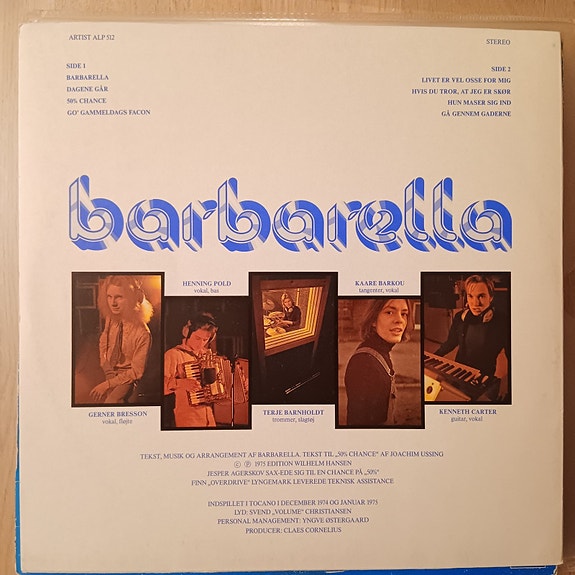 ARTIST ALP 512
STEREO
SIDE 1
BARBARELLA
DAGENE GÅR
50% CHANCE
GO' GAMMELDAGS FACON
SIDE 2
LIVET ER VEL OSSE FOR MIG
HVIS DU TROR, AT JEG ER SKØR
HUN MASER SIG IND
GÅ GENNEM GADERNE
barbarella
HENNING POLD
vokal, bas
KAARE BARKOU
tangenter, vokal
GERNER BRESSON
vokal, fløjte
TERJE BARNHOLDT
trommer, slagtøj
KENNETH CARTER
guitar, vokal
TEKST, MUSIK OG ARRANGEMENT AF BARBARELLA. TEKST TIL „50% CHANCE” AF JOACHIM USSING
© ℗ 1975 EDITION WILHELM HANSEN
JESPER AGERSKOV SAX-EDE SIG TIL EN CHANCE PÅ „50%”
FINN „OVERDRIVE” LYNGEMARK LEVEREDE TEKNISK ASSISTANCE
INDSPILLET I TOCANO I DECEMBER 1974 OG JANUAR 1975
LYD: SVEND „VOLUME” CHRISTIANSEN
PERSONAL MANAGEMENT: YNGVE ØSTERGAARD
PRODUCER: CLAES CORNELIUS